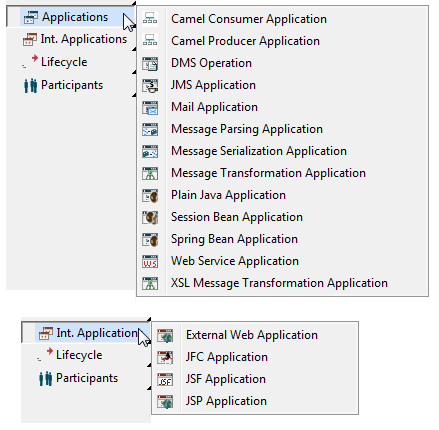 Applications
Int. Applications
Lifecycle
Participants
Camel Consumer Application
Camel Producer Application
DMS Operation
JMS Application
Mail Application
Message Parsing Application
Message Serialization Application
Message Transformation Application
Plain Java Application
Session Bean Application
Spring Bean Application
Web Service Application
XSL Message Transformation Application
Int. Application
Lifecycle
Participants
External Web Application
JFC Application
JSF Application
JSP Application